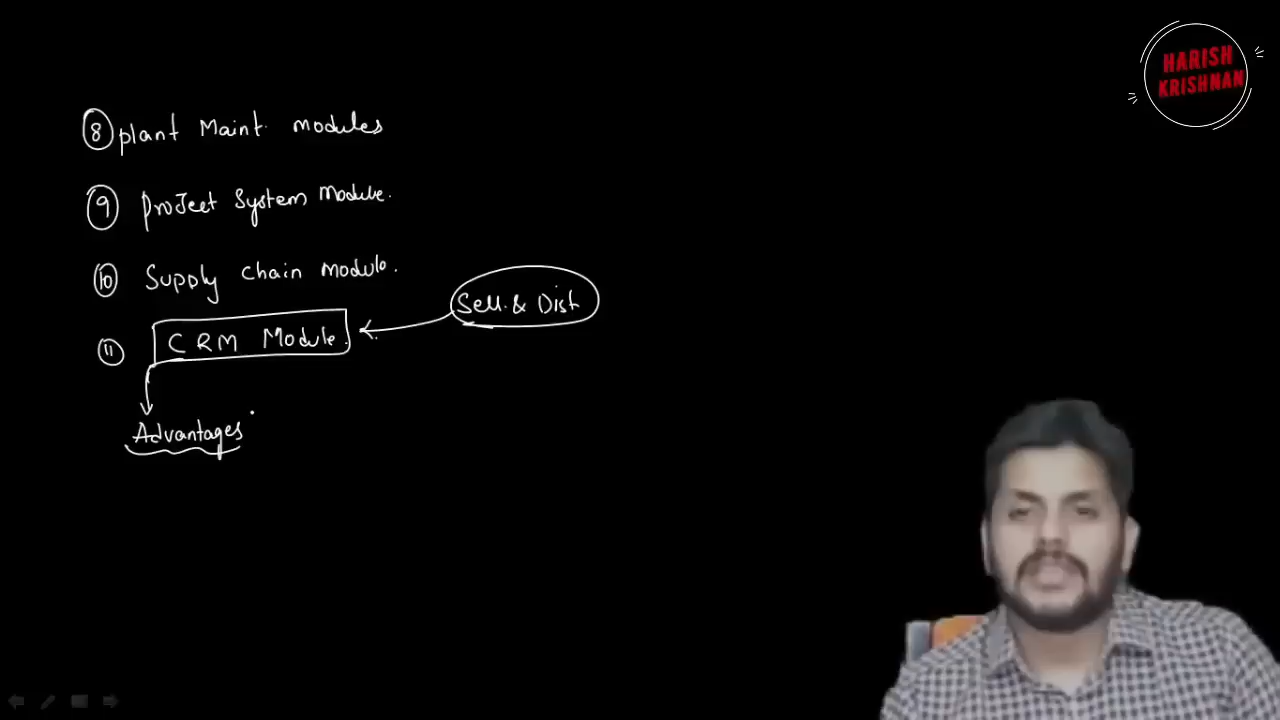 HARISH
KRISHNAN
8 plant Maint. modules
9 ProJect System Module.
10 Supply Chain Module.
Sell. & Dist
11 CRM Module.
Advantages